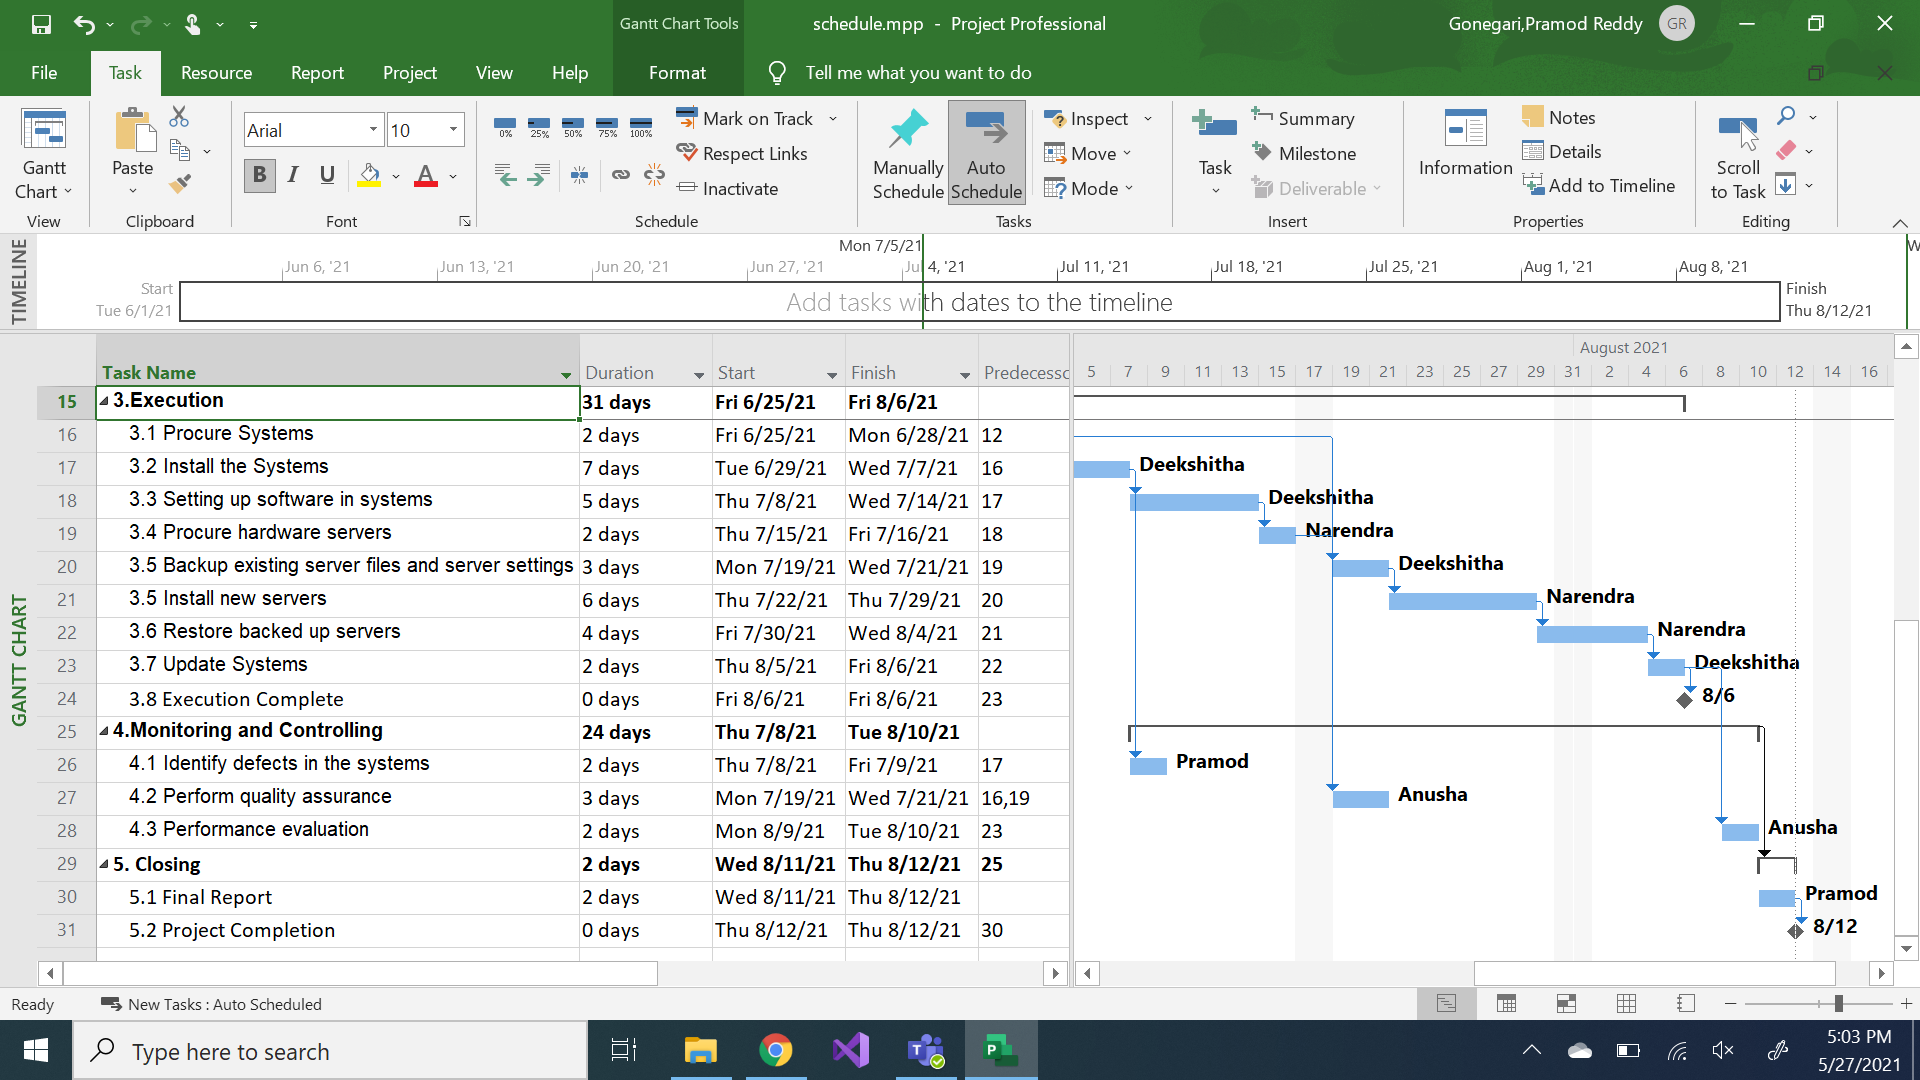 Gantt Chart Tools
schedule.mpp - Project Professional
Gonegari,Pramod Reddy GR
File Task Resource Report Project View Help Format Tell me what you want to do
Gantt Chart
Paste
Arial 10
B I U A
0% 25% 50% 75% 100%
Mark on Track
Respect Links
Inactivate
Manually Schedule
Auto Schedule
Inspect
Move
Mode
Task
Summary
Milestone
Deliverable
Information
Notes
Details
Add to Timeline
Scroll to Task
View Clipboard Font Schedule Tasks Insert Properties Editing
TIMELINE
Mon 7/5/21 W
Jun 6, '21 Jun 13, '21 Jun 20, '21 Jun 27, '21 Jul 4, '21 Jul 11, '21 Jul 18, '21 Jul 25, '21 Aug 1, '21 Aug 8, '21
Start
Tue 6/1/21
Add tasks with dates to the timeline
Finish
Thu 8/12/21
GANTT CHART
August 2021
Task Name Duration Start Finish Predecessc 5 7 9 11 13 15 17 19 21 23 25 27 29 31 2 4 6 8 10 12 14 16
15 3.Execution 31 days Fri 6/25/21 Fri 8/6/21
16 3.1 Procure Systems 2 days Fri 6/25/21 Mon 6/28/21 12
17 3.2 Install the Systems 7 days Tue 6/29/21 Wed 7/7/21 16 Deekshitha
18 3.3 Setting up software in systems 5 days Thu 7/8/21 Wed 7/14/21 17 Deekshitha
19 3.4 Procure hardware servers 2 days Thu 7/15/21 Fri 7/16/21 18 Narendra
20 3.5 Backup existing server files and server settings 3 days Mon 7/19/21 Wed 7/21/21 19 Deekshitha
21 3.5 Install new servers 6 days Thu 7/22/21 Thu 7/29/21 20 Narendra
22 3.6 Restore backed up servers 4 days Fri 7/30/21 Wed 8/4/21 21 Narendra
23 3.7 Update Systems 2 days Thu 8/5/21 Fri 8/6/21 22 Deekshitha
24 3.8 Execution Complete 0 days Fri 8/6/21 Fri 8/6/21 23 8/6
25 4.Monitoring and Controlling 24 days Thu 7/8/21 Tue 8/10/21
26 4.1 Identify defects in the systems 2 days Thu 7/8/21 Fri 7/9/21 17 Pramod
27 4.2 Perform quality assurance 3 days Mon 7/19/21 Wed 7/21/21 16,19 Anusha
28 4.3 Performance evaluation 2 days Mon 8/9/21 Tue 8/10/21 23 Anusha
29 5. Closing 2 days Wed 8/11/21 Thu 8/12/21 25
30 5.1 Final Report 2 days Wed 8/11/21 Thu 8/12/21 Pramod
31 5.2 Project Completion 0 days Thu 8/12/21 Thu 8/12/21 30 8/12
Ready New Tasks : Auto Scheduled
Type here to search
5:03 PM
5/27/2021